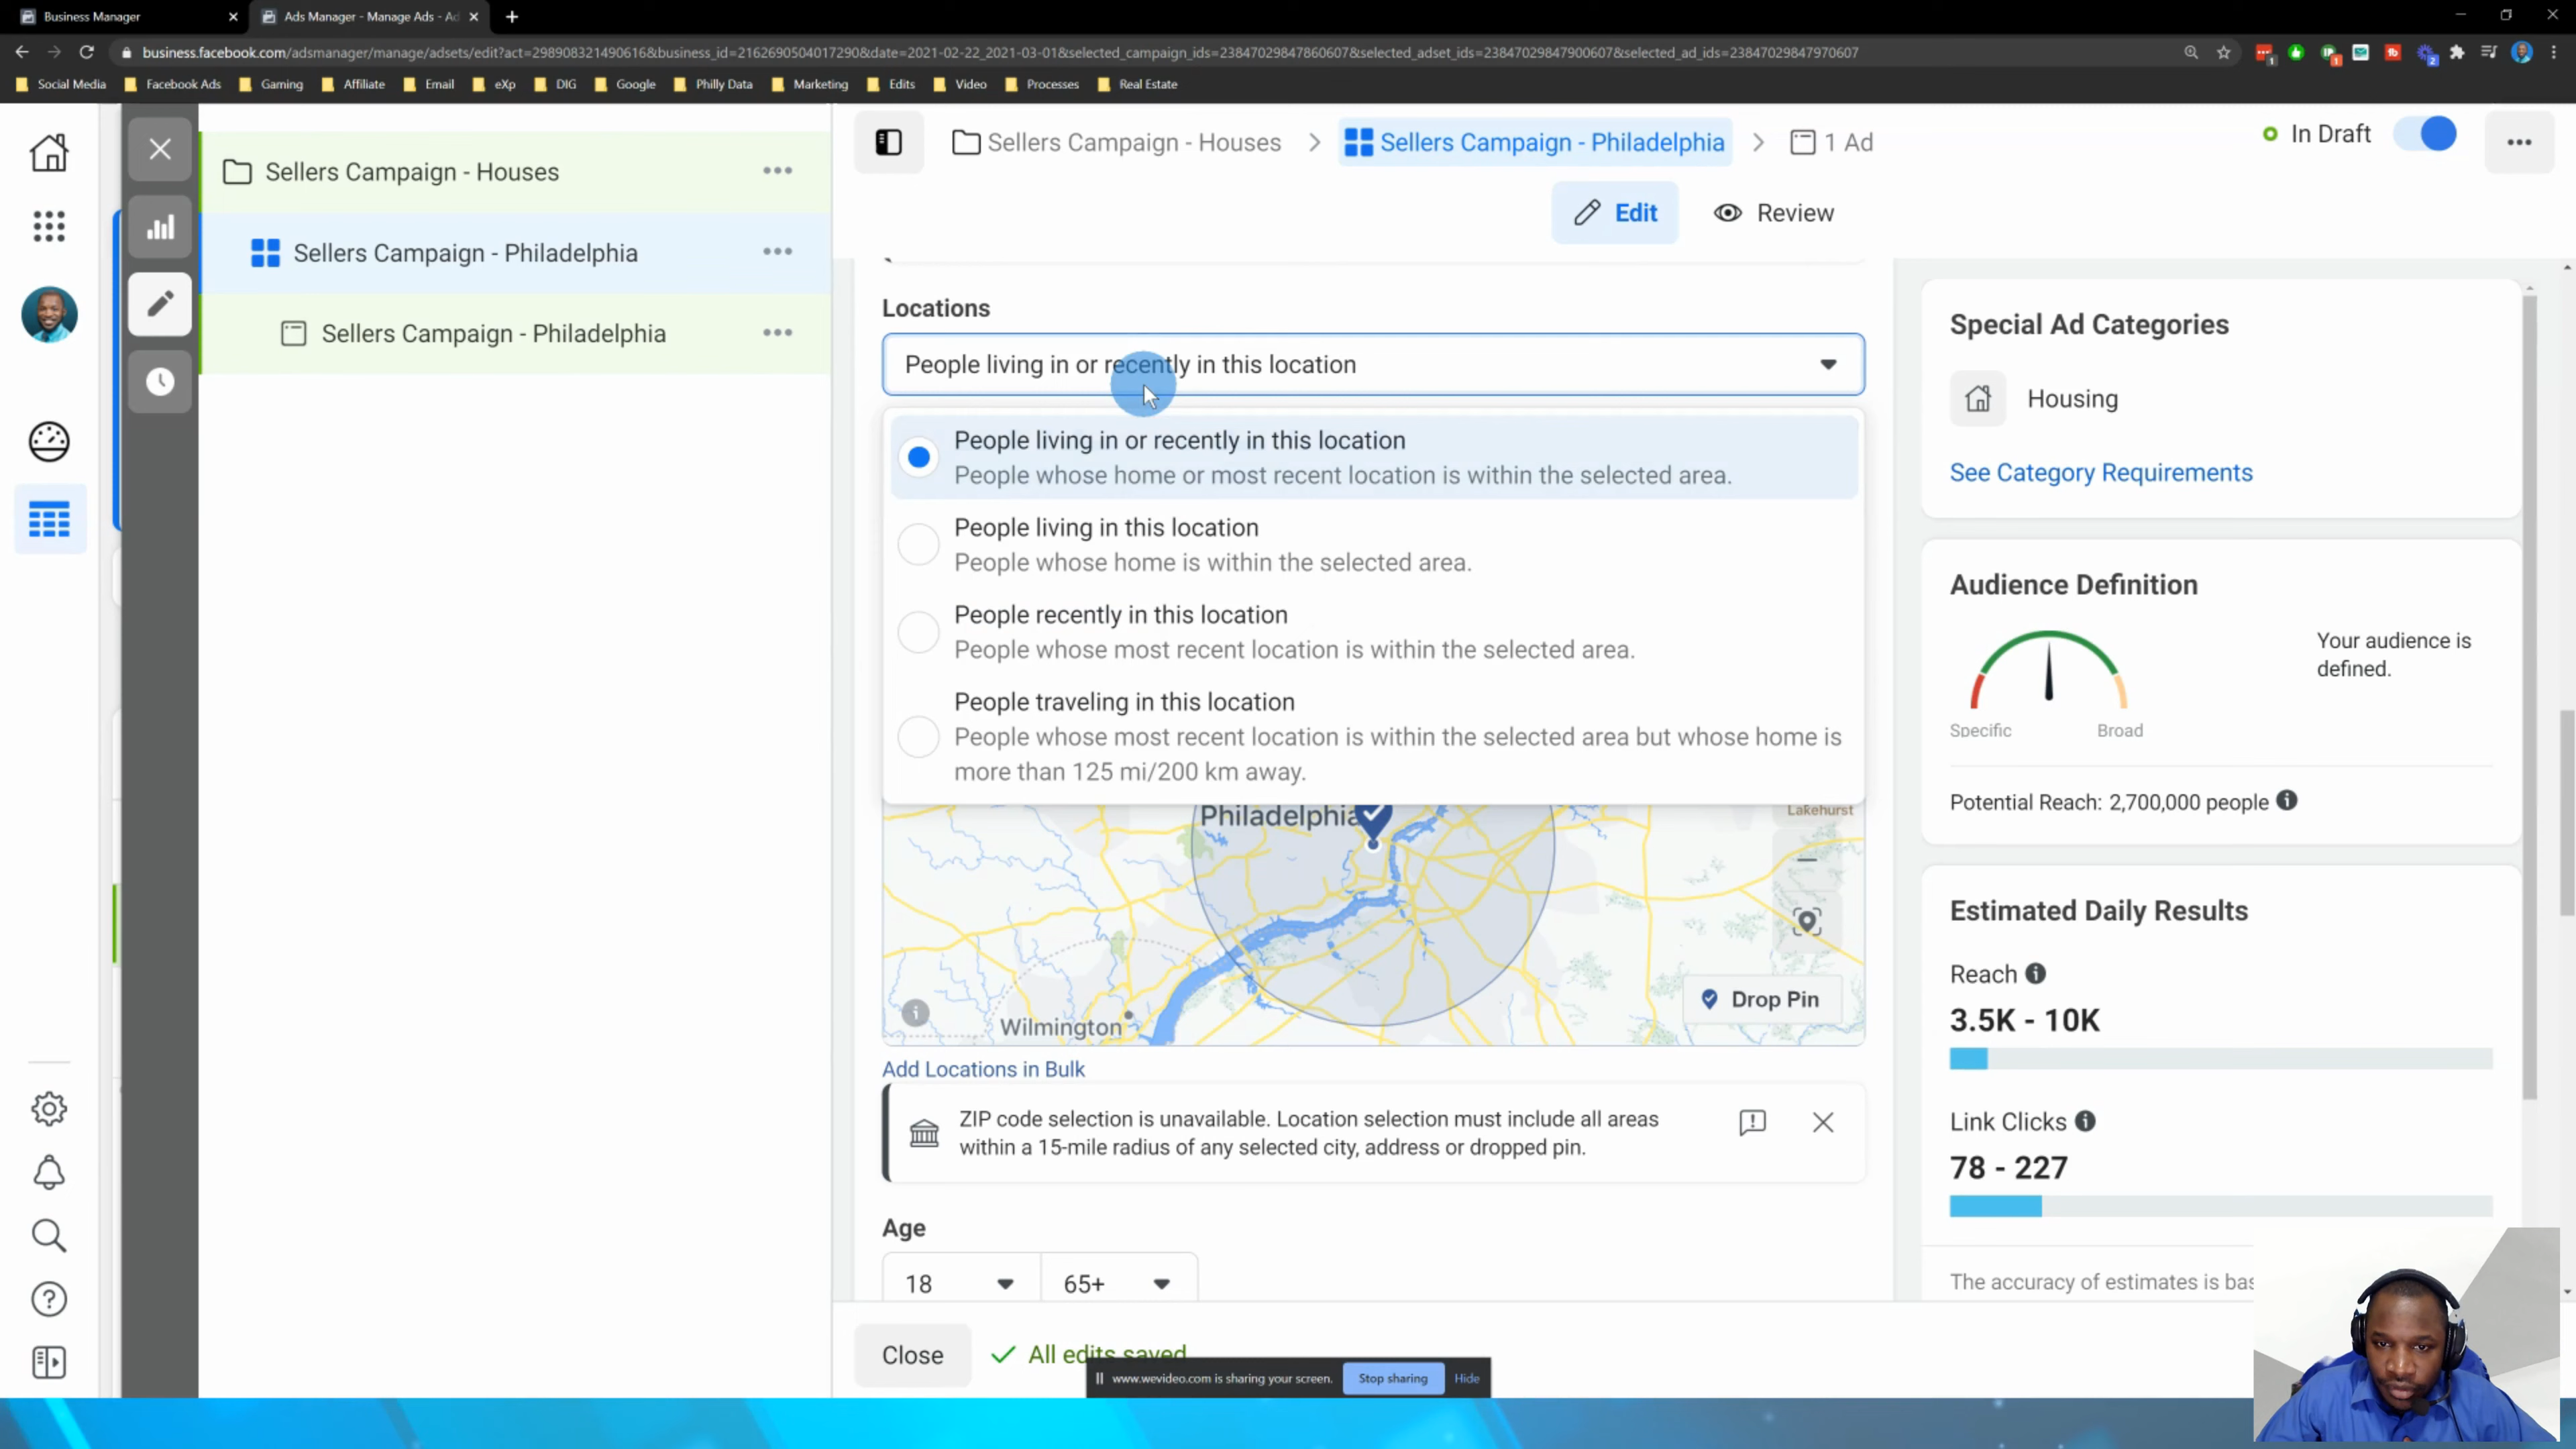 Business Manager
Ads Manager - Manage Ads - Ad
business.facebook.com/adsmanager/manage/adsets/edit?act=298908321490616&business_id=2162690504017290&date=2021-02-22_2021-03-01&selected_campaign_ids=23847029847860607&selected_adset_ids=23847029847900607&selected_ad_ids=23847029847970607
Social Media Facebook Ads Gaming Affiliate Email eXp DIG Google Philly Data Marketing Edits Video Processes Real Estate
Sellers Campaign - Houses
Sellers Campaign - Philadelphia
Sellers Campaign - Philadelphia
Sellers Campaign - Houses > Sellers Campaign - Philadelphia > 1 Ad
In Draft
Edit Review
Locations
People living in or recently in this location
People living in or recently in this location
People whose home or most recent location is within the selected area.
People living in this location
People whose home is within the selected area.
People recently in this location
People whose most recent location is within the selected area.
People traveling in this location
People whose most recent location is within the selected area but whose home is
more than 125 mi/200 km away.
Philadelphia
Lakehurst
Wilmington
Drop Pin
Add Locations in Bulk
ZIP code selection is unavailable. Location selection must include all areas
within a 15-mile radius of any selected city, address or dropped pin.
Age
18 65+
Close All edits saved
www.wevideo.com is sharing your screen. Stop sharing Hide
Special Ad Categories
Housing
See Category Requirements
Audience Definition
Your audience is
defined.
Specific Broad
Potential Reach: 2,700,000 people
Estimated Daily Results
Reach
3.5K - 10K
Link Clicks
78 - 227
The accuracy of estimates is bas